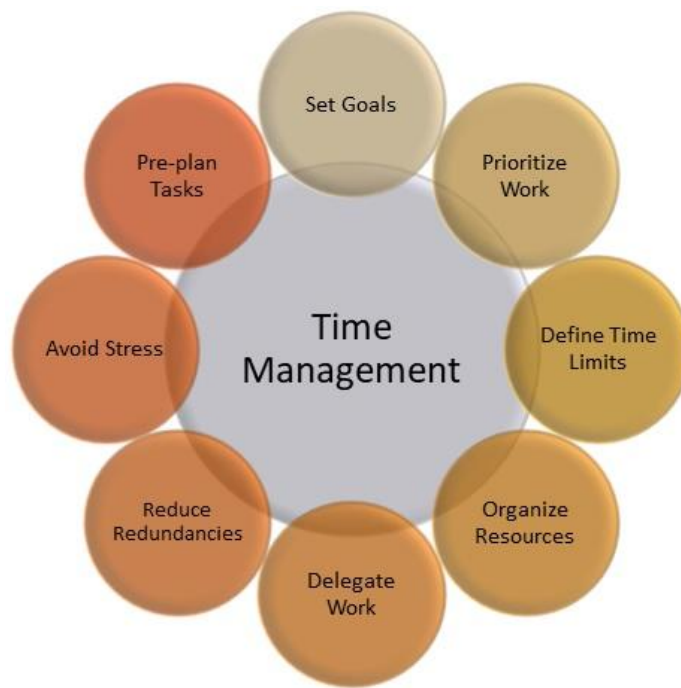 Set Goals
Prioritize
Work
Define Time
Limits
Organize
Resources
Delegate
Work
Reduce
Redundancies
Avoid Stress
Pre-plan
Tasks
Time
Management